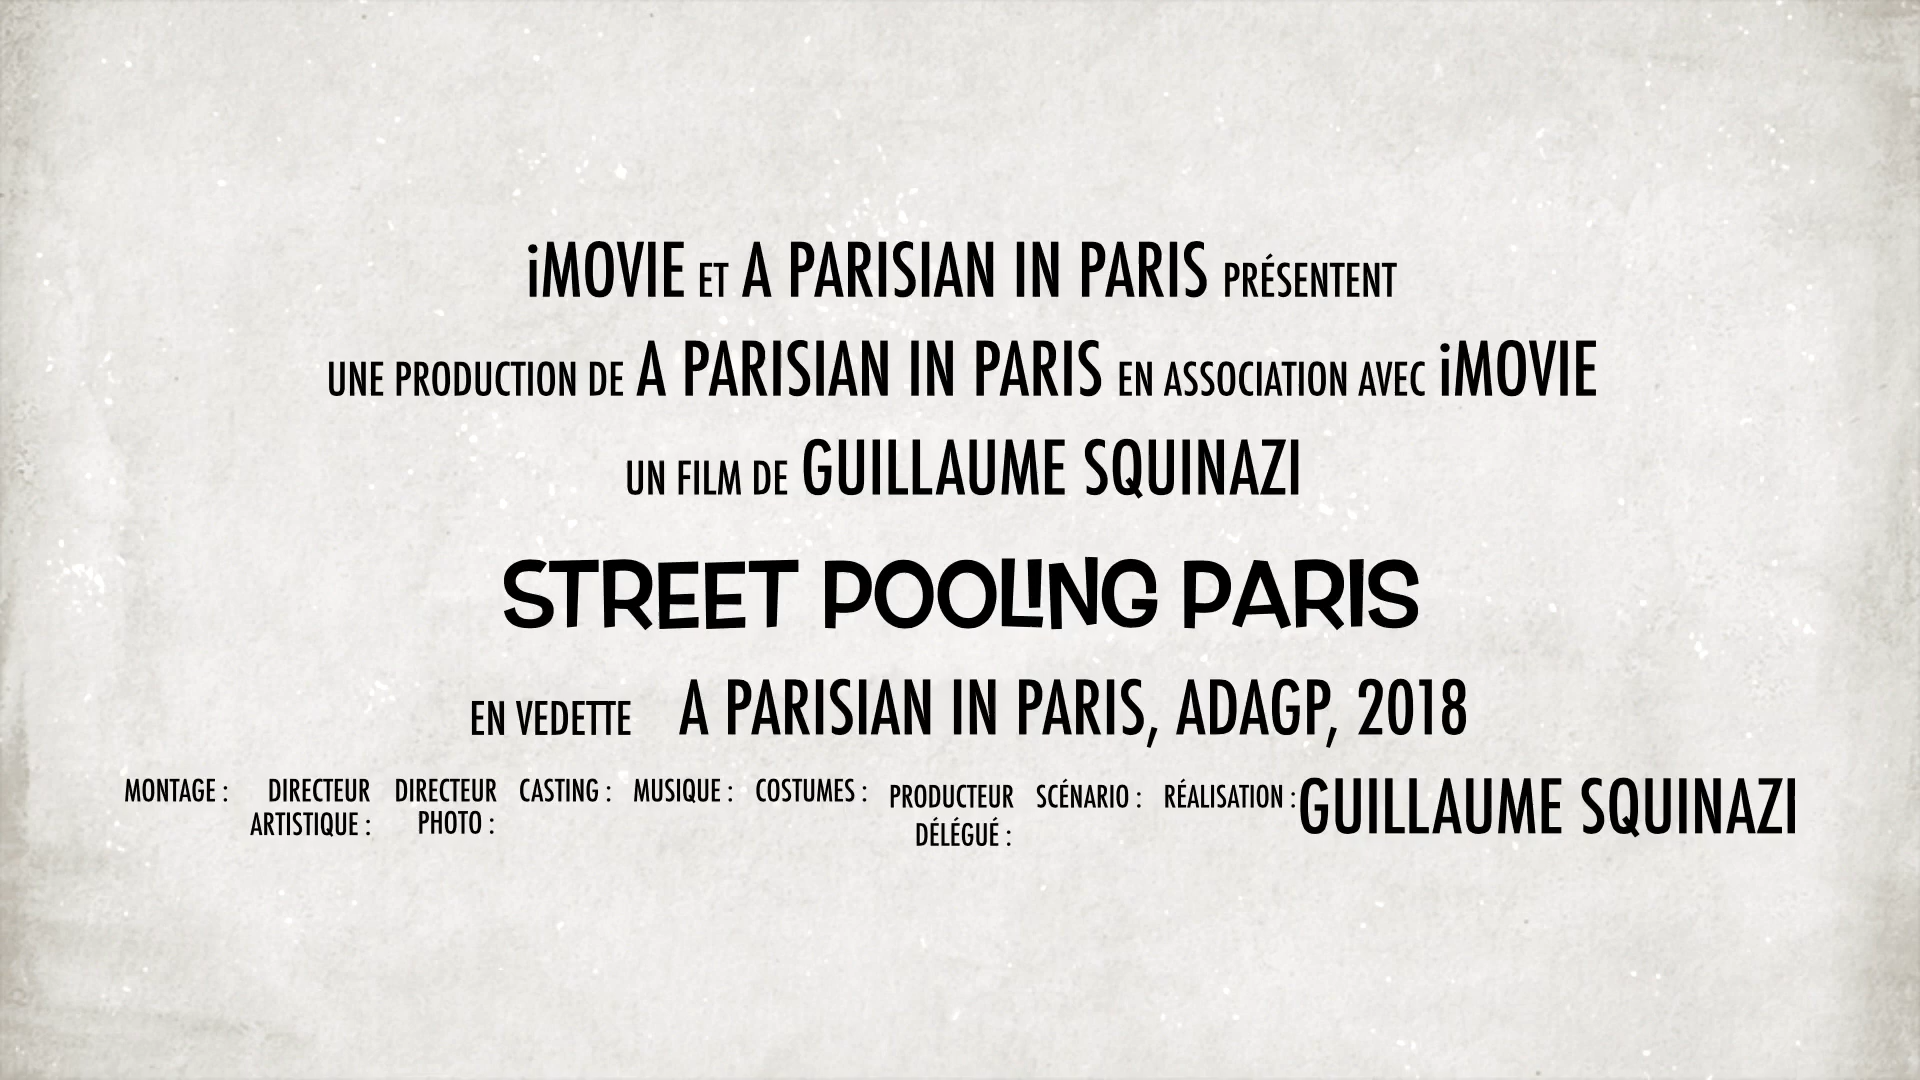 iMOVIE ET A PARISIAN IN PARIS PRÉSENTENT
UNE PRODUCTION DE A PARISIAN IN PARIS EN ASSOCIATION AVEC iMOVIE
UN FILM DE GUILLAUME SQUINAZI
STREET POOLING PARIS
EN VEDETTE A PARISIAN IN PARIS, ADAGP, 2018
MONTAGE : DIRECTEUR ARTISTIQUE : DIRECTEUR PHOTO : CASTING : MUSIQUE : COSTUMES : PRODUCTEUR DÉLÉGUÉ : SCÉNARIO : RÉALISATION : GUILLAUME SQUINAZI